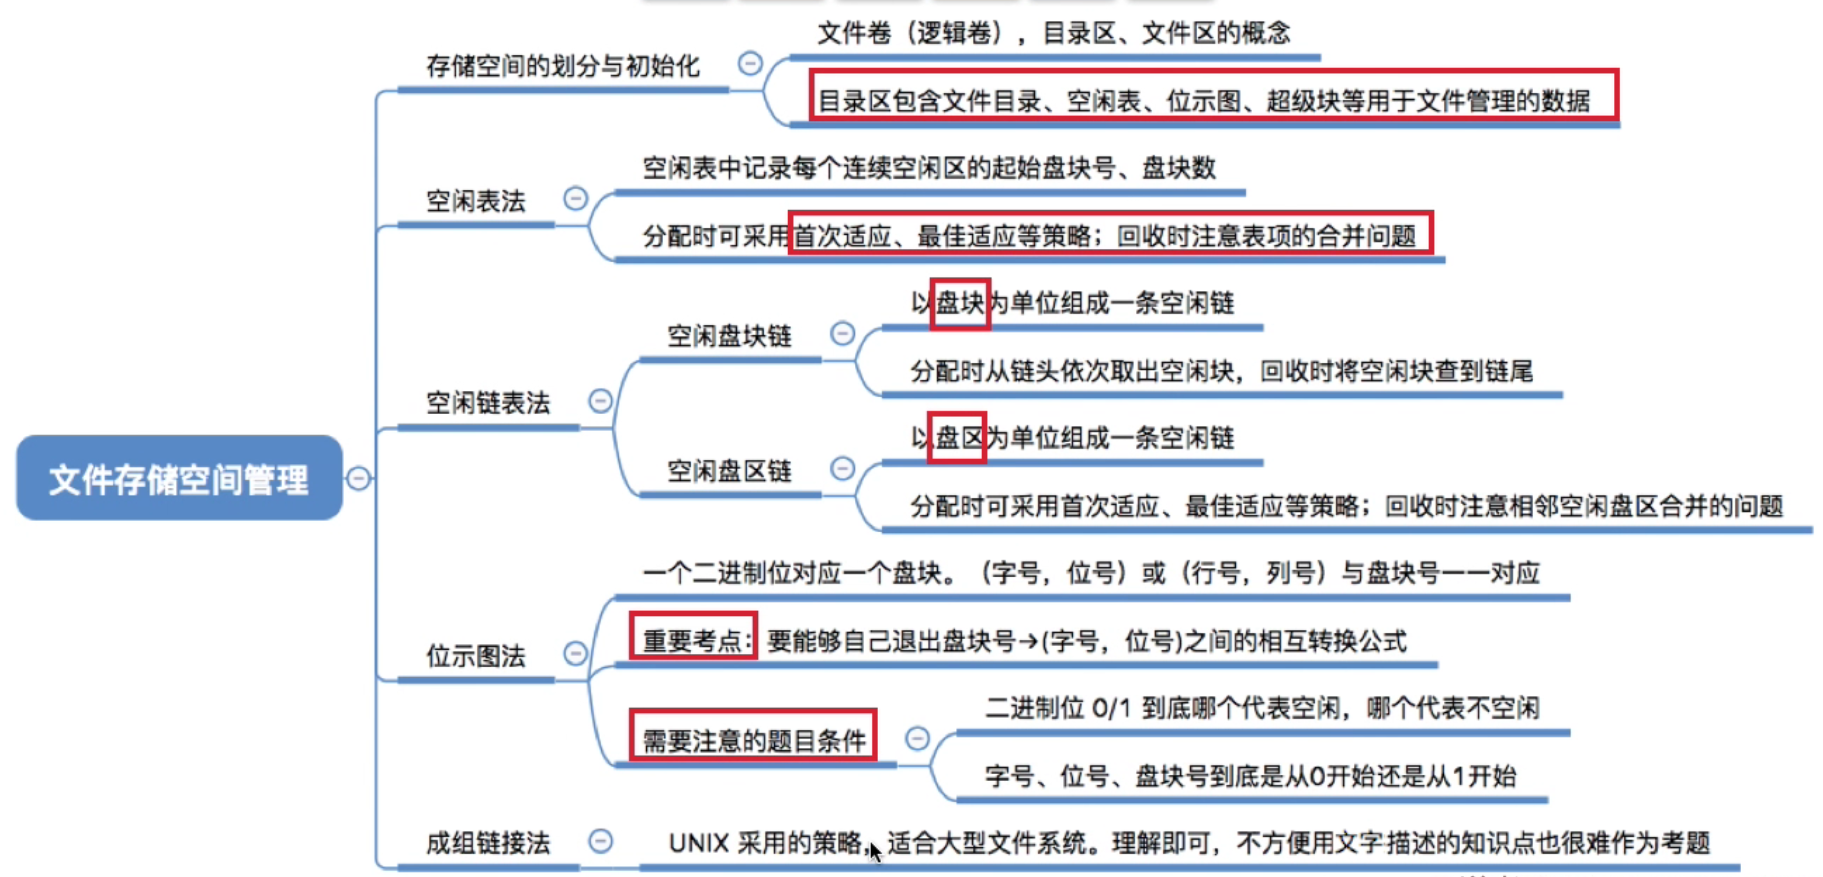 文件卷（逻辑卷），目录区、文件区的概念
存储空间的划分与初始化
目录区包含文件目录、空闲表、位示图、超级块等用于文件管理的数据
空闲表中记录每个连续空闲区的起始盘块号、盘块数
空闲表法
分配时可采用首次适应、最佳适应等策略；回收时注意表项的合并问题
以盘块为单位组成一条空闲链
空闲盘块链
分配时从链头依次取出空闲块，回收时将空闲块查到链尾
空闲链表法
以盘区为单位组成一条空闲链
空闲盘区链
分配时可采用首次适应、最佳适应等策略；回收时注意相邻空闲盘区合并的问题
文件存储空间管理
一个二进制位对应一个盘块。（字号，位号）或（行号，列号）与盘块号一一对应
重要考点：要能够自己退出盘块号→(字号，位号)之间的相互转换公式
位示图法
二进制位 0/1 到底哪个代表空闲，哪个代表不空闲
需要注意的题目条件
字号、位号、盘块号到底是从0开始还是从1开始
成组链接法
UNIX 采用的策略，适合大型文件系统。理解即可，不方便用文字描述的知识点也很难作为考题